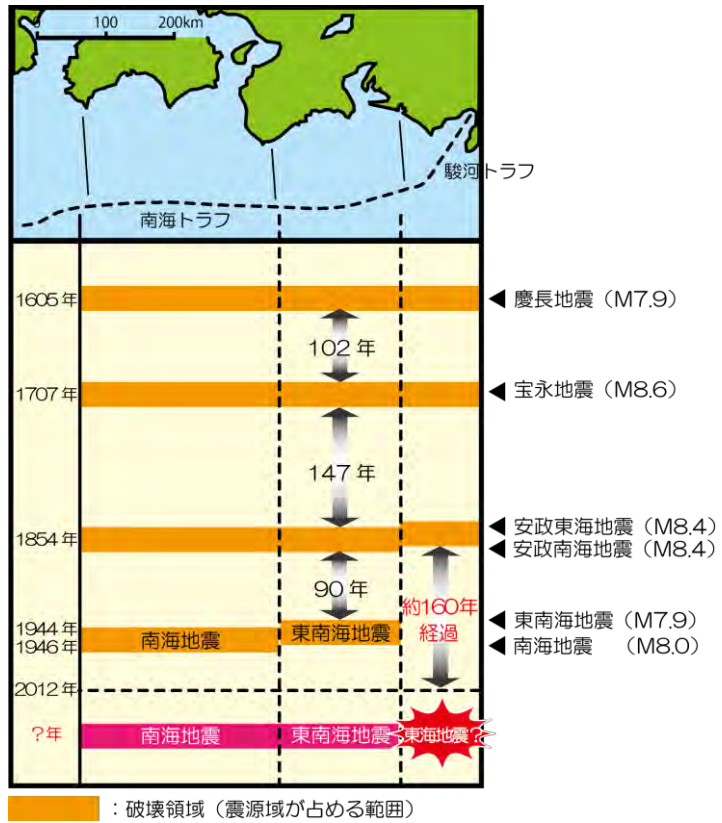 0 100 200km
駿河トラフ
南海トラフ
1605年 ◀ 慶長地震（M7.9）
102年
1707年 ◀ 宝永地震（M8.6）
147年
◀ 安政東海地震（M8.4）
1854年 ◀ 安政南海地震（M8.4）
90年
約160年
経過
1944年 東南海地震 ◀ 東南海地震（M7.9）
1946年 南海地震 ◀ 南海地震 （M8.0）
2012年
？年 南海地震 東南海地震 東海地震？
：破壊領域（震源域が占める範囲）